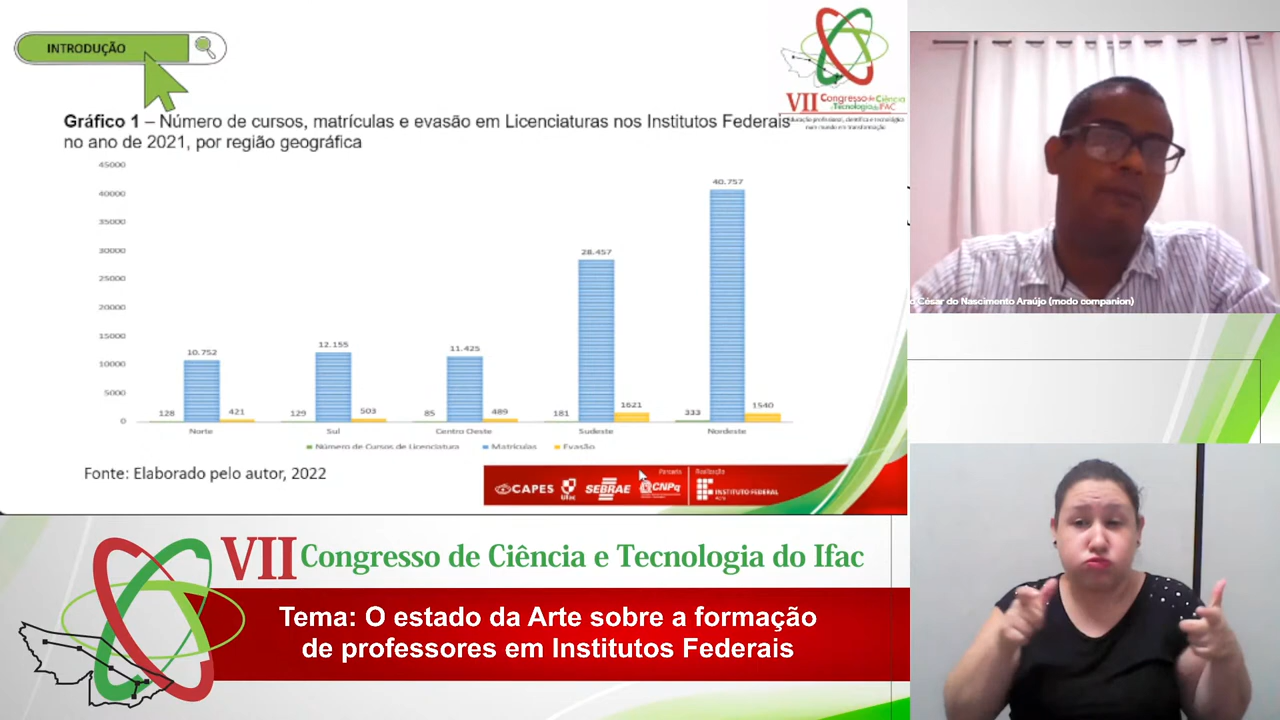 INTRODUÇÃO
VII Congresso de Ciência
e Tecnologia do IFAC
Gráfico 1 – Número de cursos, matrículas e evasão em Licenciaturas nos Institutos Federais
no ano de 2021, por região geográfica
45000
40000
35000
30000
25000
20000
15000
10000
5000
0
128
10.752
421
129
12.155
503
85
11.425
489
181
28.457
1621
333
40.757
1540
Norte
Sul
Centro Oeste
Sudeste
Nordeste
Número de Cursos de Licenciatura
Matrículas
Evasão
Fonte: Elaborado pelo autor, 2022
Parceria
Realização
CAPES
Ufac
SEBRAE
CNPq
INSTITUTO FEDERAL
César do Nascimento Araújo (modo companion)
VII Congresso de Ciência e Tecnologia do Ifac
Tema: O estado da Arte sobre a formação
de professores em Institutos Federais